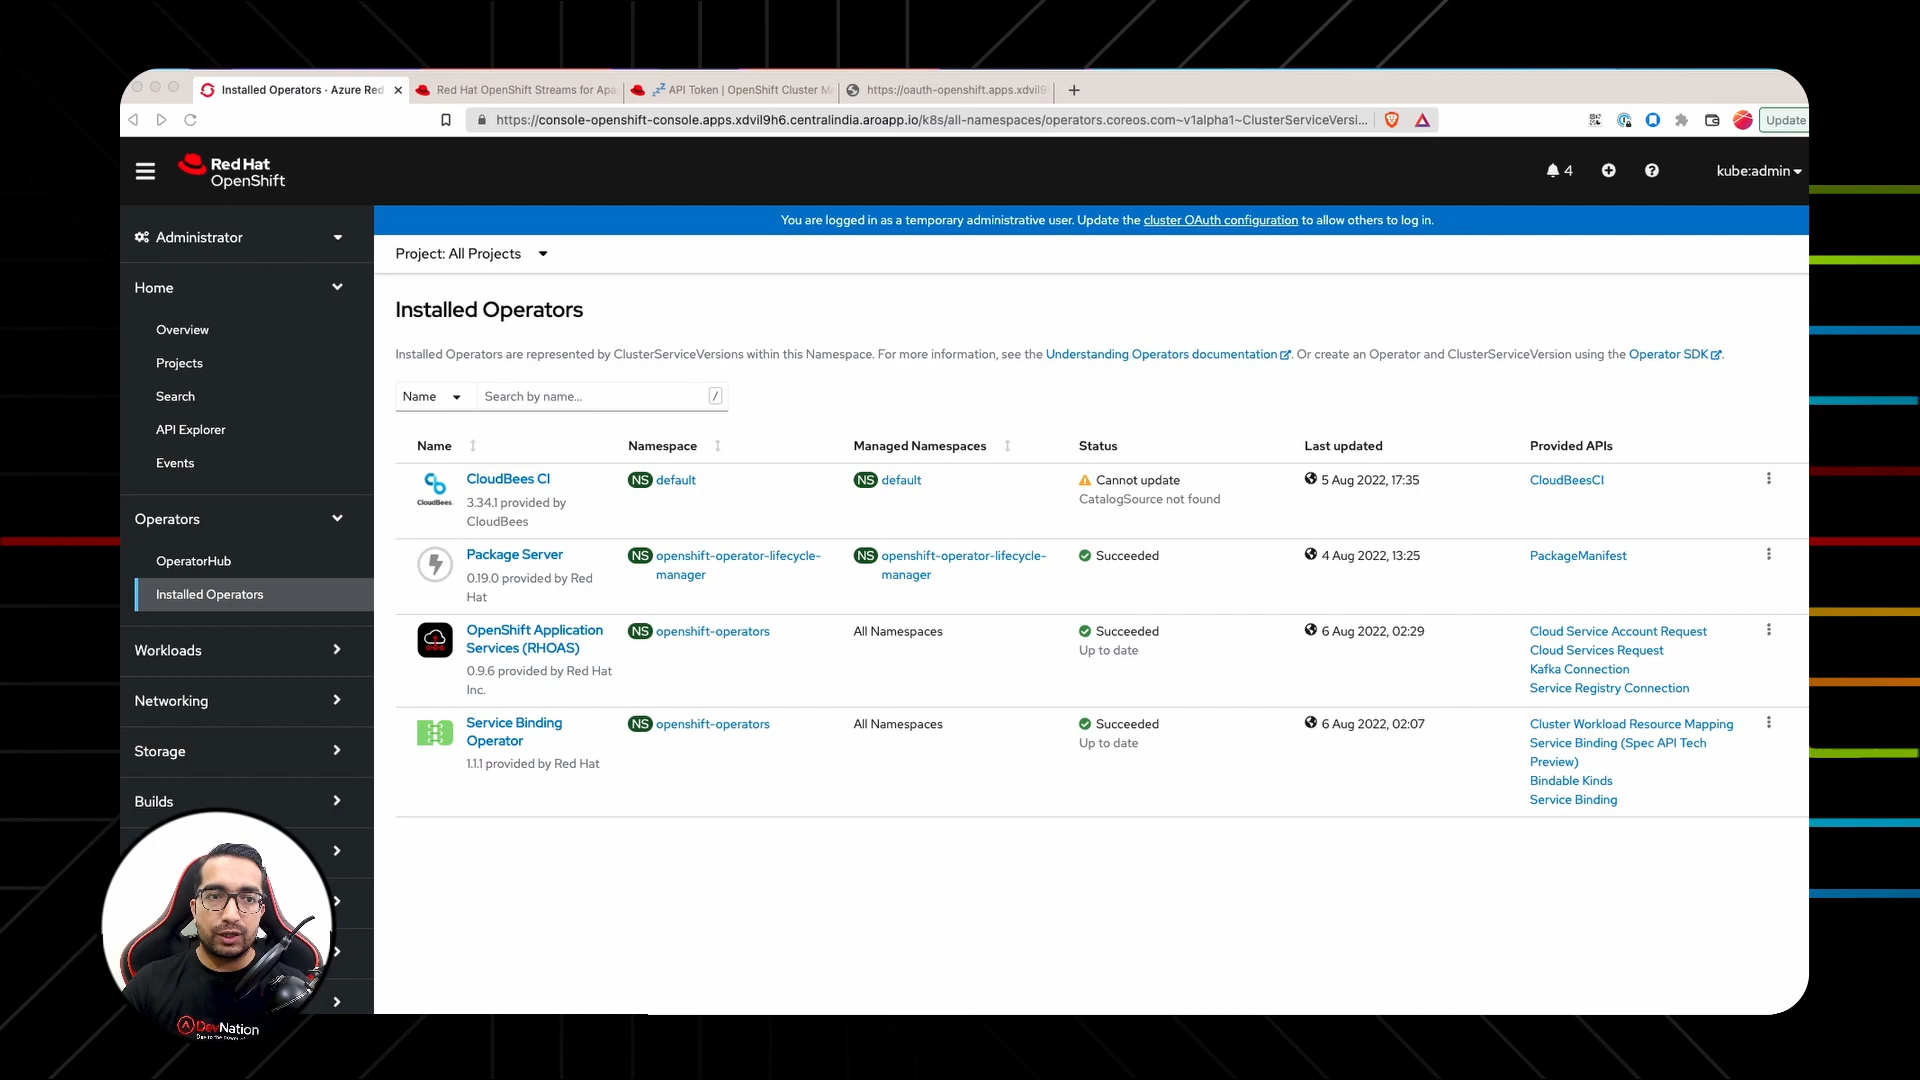 Installed Operators · Azure Red
Red Hat OpenShift Streams for Apa
API Token | OpenShift Cluster M
https://oauth-openshift.apps.xdvil9
https://console-openshift-console.apps.xdvil9h6.centralindia.aroapp.io/k8s/all-namespaces/operators.coreos.com~v1alpha1~ClusterServiceVersi...
Update
Red Hat
OpenShift
4
kube:admin
You are logged in as a temporary administrative user. Update the cluster OAuth configuration to allow others to log in.
Administrator
Home
Overview
Projects
Search
API Explorer
Events
Operators
OperatorHub
Installed Operators
Workloads
Networking
Storage
Builds
Project: All Projects
Installed Operators
Installed Operators are represented by ClusterServiceVersions within this Namespace. For more information, see the Understanding Operators documentation. Or create an Operator and ClusterServiceVersion using the Operator SDK.
Name
Search by name...
/
Name Namespace Managed Namespaces Status Last updated Provided APIs
CloudBees
CloudBees CI
3.34.1 provided by
CloudBees
NS default
NS default
Cannot update
CatalogSource not found
5 Aug 2022, 17:35
CloudBeesCI
Package Server
0.19.0 provided by Red
Hat
NS openshift-operator-lifecycle-
manager
NS openshift-operator-lifecycle-
manager
Succeeded
4 Aug 2022, 13:25
PackageManifest
OpenShift Application
Services (RHOAS)
0.9.6 provided by Red Hat
Inc.
NS openshift-operators
All Namespaces
Succeeded
Up to date
6 Aug 2022, 02:29
Cloud Service Account Request
Cloud Services Request
Kafka Connection
Service Registry Connection
Service Binding
Operator
1.1.1 provided by Red Hat
NS openshift-operators
All Namespaces
Succeeded
Up to date
6 Aug 2022, 02:07
Cluster Workload Resource Mapping
Service Binding (Spec API Tech
Preview)
Bindable Kinds
Service Binding
DevNation